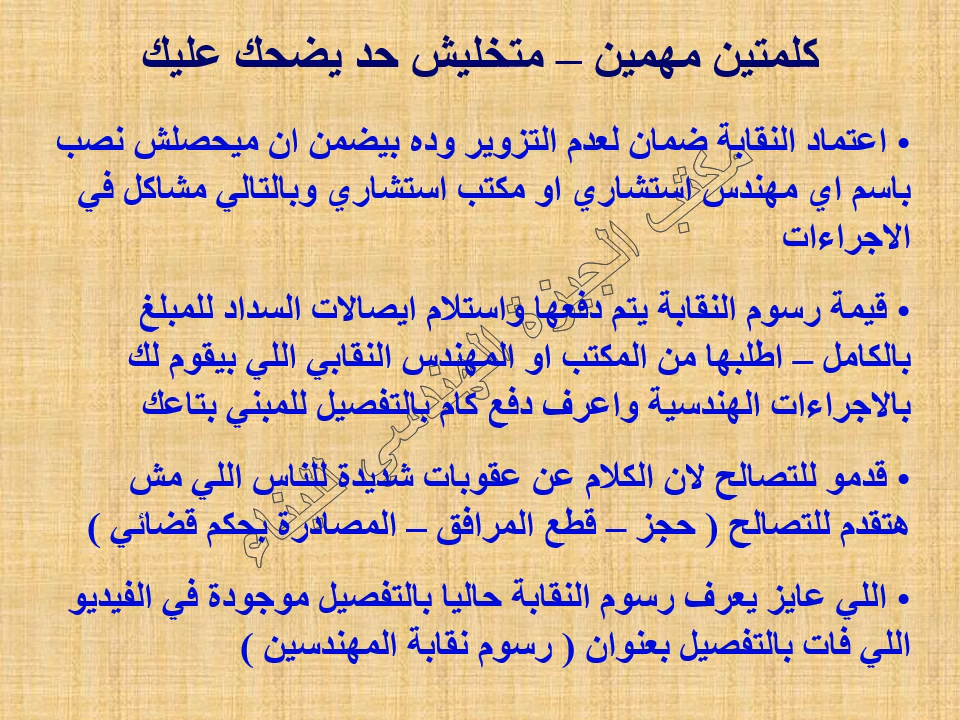 كلمتين مهمين – متخليش حد يضحك عليك
• اعتماد النقابة ضمان لعدم التزوير وده بيضمن ان ميحصلش نصب
باسم اي مهندس استشاري او مكتب استشاري وبالتالي مشاكل في
الاجراءات
• قيمة رسوم النقابة يتم دفعها واستلام ايصالات السداد للمبلغ
بالكامل – اطلبها من المكتب او المهندس النقابي اللي بيقوم لك
بالاجراءات الهندسية واعرف دفع كام بالتفصيل للمبني بتاعك
• قدمو للتصالح لان الكلام عن عقوبات شديدة للناس اللي مش
هتقدم للتصالح ( حجز – قطع المرافق – المصادرة بحكم قضائي )
• اللي عايز يعرف رسوم النقابة حاليا بالتفصيل موجودة في الفيديو
اللي فات بالتفصيل بعنوان ( رسوم نقابة المهندسين )
مكتب الجيزة الهندسي للبناء